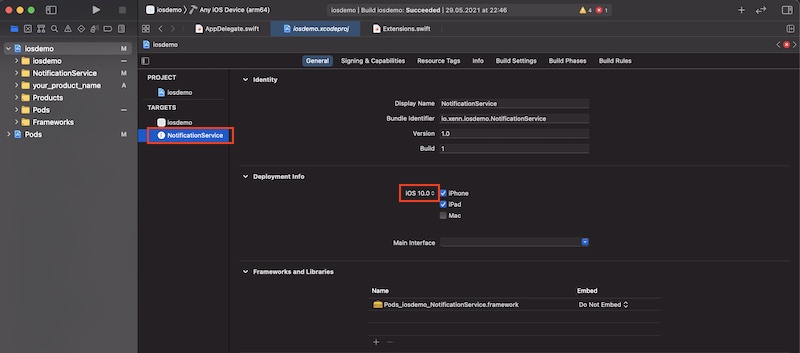 iosdemo
iosdemo
Any iOS Device (arm64)
iosdemo | Build iosdemo: Succeeded | 29.05.2021 at 22:46
4
1
AppDelegate.swift
iosdemo.xcodeproj
Extensions.swift
iosdemo M
iosdemo
NotificationService M
your_product_name A
Products
Pods
Frameworks
Pods M
iosdemo
General
Signing & Capabilities
Resource Tags
Info
Build Settings
Build Phases
Build Rules
PROJECT
iosdemo
TARGETS
iosdemo
NotificationService
Identity
Display Name NotificationService
Bundle Identifier io.xenn.iosdemo.NotificationService
Version 1.0
Build 1
Deployment Info
iOS 10.0
iPhone
iPad
Mac
Main Interface
Frameworks and Libraries
Name Embed
Pods_iosdemo_NotificationService.framework Do Not Embed